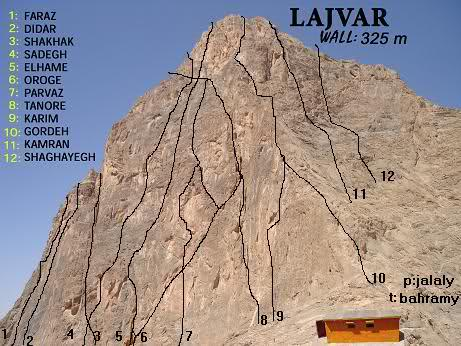 LAJVAR
WALL: 325 m
1: FARAZ
2: DIDAR
3: SHAKHAK
4: SADEGH
5: ELHAME
6: OROGE
7: PARVAZ
8: TANORE
9: KARIM
10: GORDEH
11: KAMRAN
12: SHAGHAYEGH
12
11
10
p:jalaly
t: bahramy
1 2 4 3 5 6 7 8 9